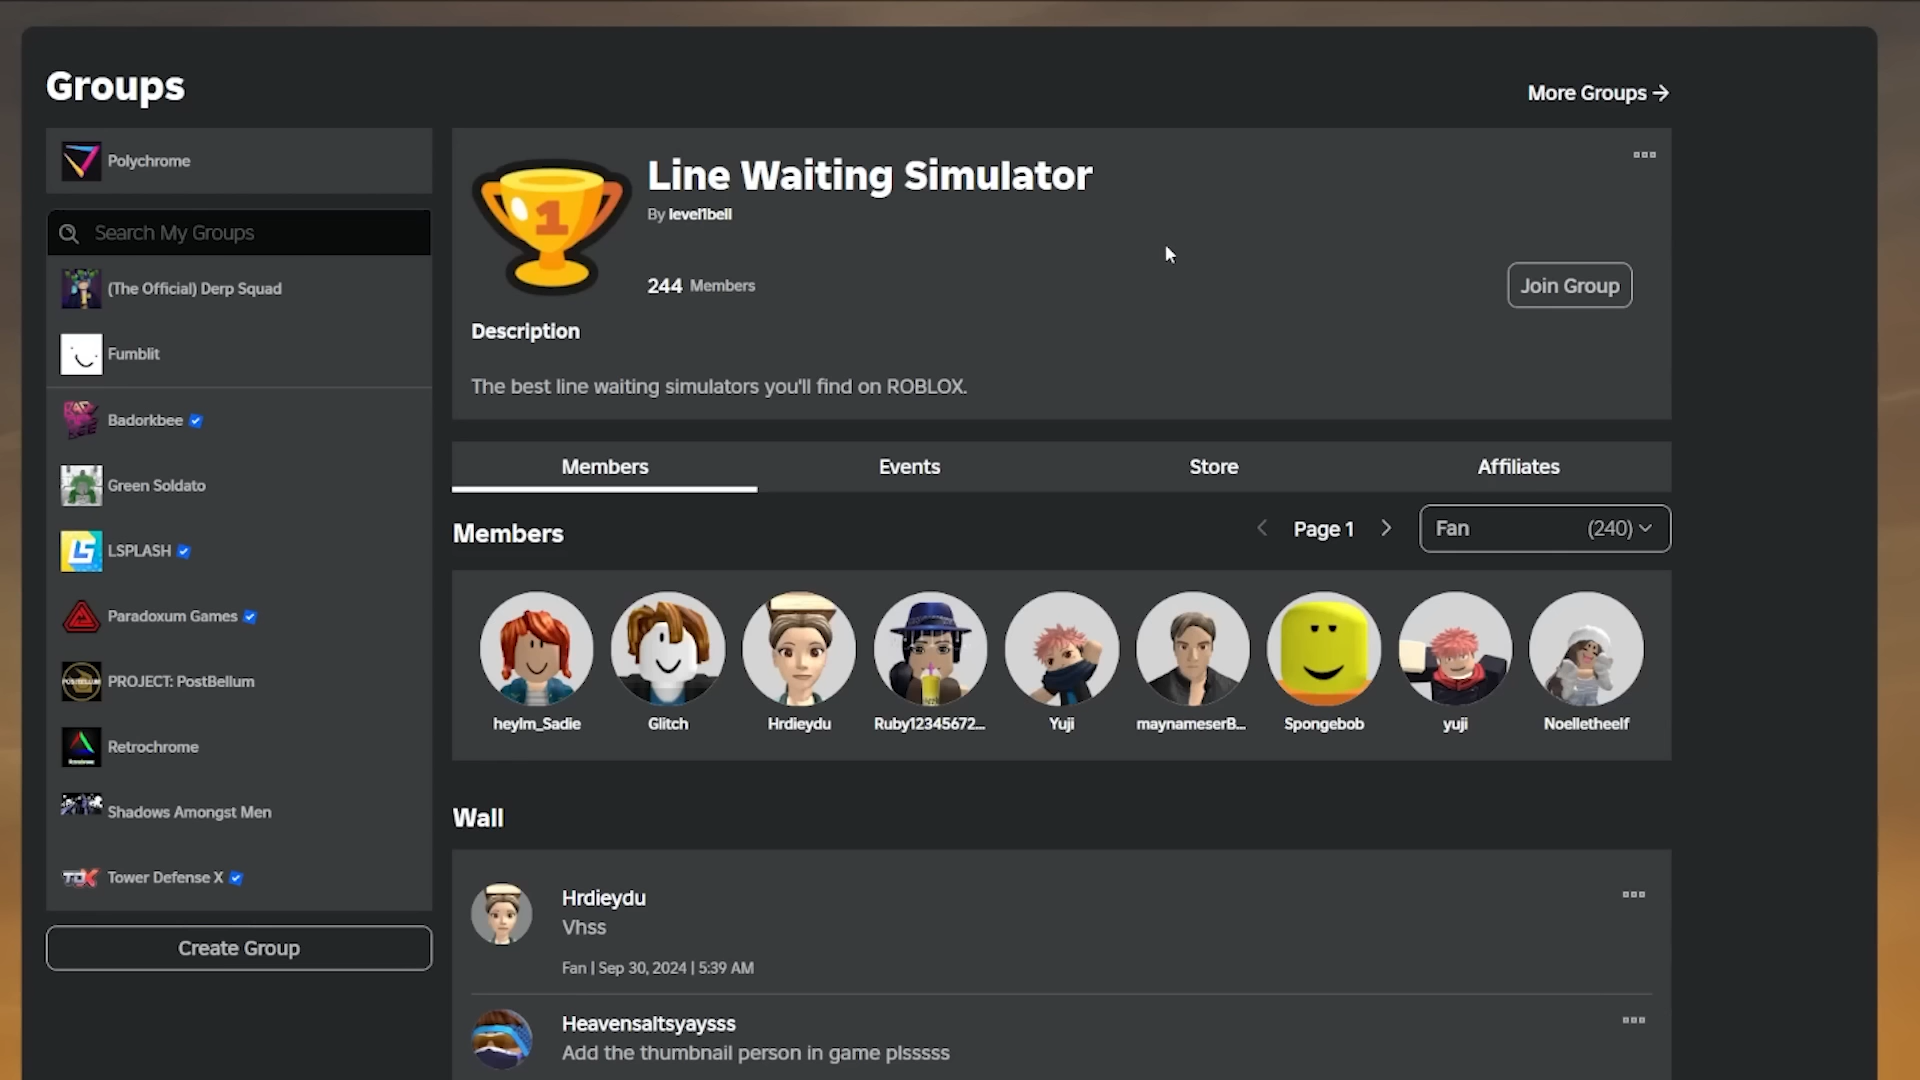 Groups
More Groups
Polychrome
Search My Groups
(The Official) Derp Squad
Fumblit
Badorkbee
Green Soldato
LSPLASH
Paradoxum Games
PROJECT: PostBellum
Retrochrome
Shadows Amongst Men
Tower Defense X
Create Group
Line Waiting Simulator
By level1bell
244 Members
Join Group
Description
The best line waiting simulators you'll find on ROBLOX.
Members
Events
Store
Affiliates
Members
Page 1
Fan (240)
heyIm_Sadie
Glitch
Hrdieydu
Ruby12345672...
Yuji
maynameserB...
Spongebob
yuji
Noelletheelf
Wall
Hrdieydu
Vhss
Fan | Sep 30, 2024 | 5:39 AM
Heavensaltsyaysss
Add the thumbnail person in game plsssss